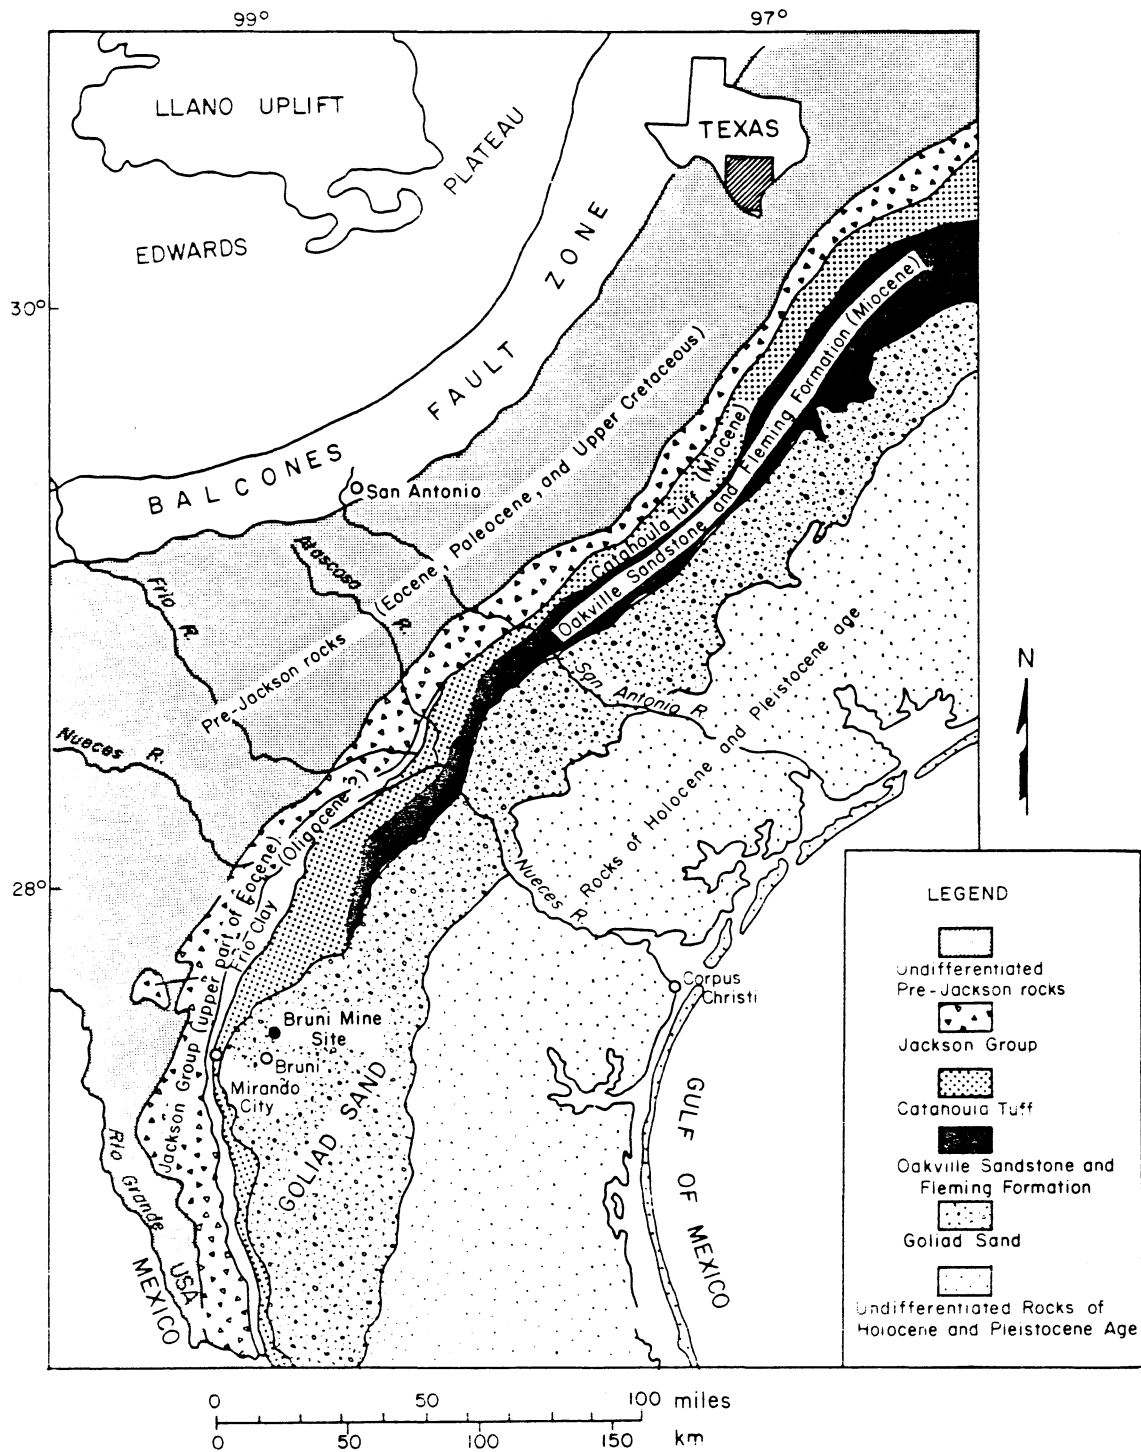 99°
97°
LLANO UPLIFT
PLATEAU
TEXAS
EDWARDS
30°
BALCONES FAULT ZONE
San Antonio
Pre-Jackson rocks (Eocene, Paleocene, and Upper Cretaceous)
Catahoula Tuff (Miocene)
Oakville Sandstone and Fleming Formation (Miocene)
Atascosa R.
Frio R.
Nueces R.
San Antonio R.
N
Rocks of Holocene and Pleistocene age
28°
Nueces R.
Jackson Group (upper part of Eocene)
Frio Clay (Oligocene ?)
Corpus
Christi
Bruni Mine
Site
Bruni
Mirando
City
GOLIAD SAND
GULF OF MEXICO
Rio Grande
USA
MEXICO
LEGEND
Undifferentiated
Pre-Jackson rocks
Jackson Group
Catahoula Tuff
Oakville Sandstone and
Fleming Formation
Goliad Sand
Undifferentiated Rocks of
Holocene and Pleistocene Age
0 50 100 miles
0 50 100 150 km